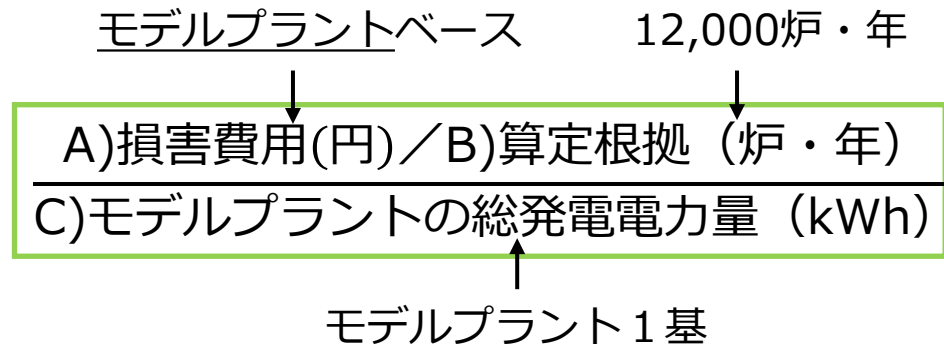 モデルプラントベース 12,000炉・年
A)損害費用(円)／B)算定根拠（炉・年）
C)モデルプラントの総発電電力量（kWh）
モデルプラント１基